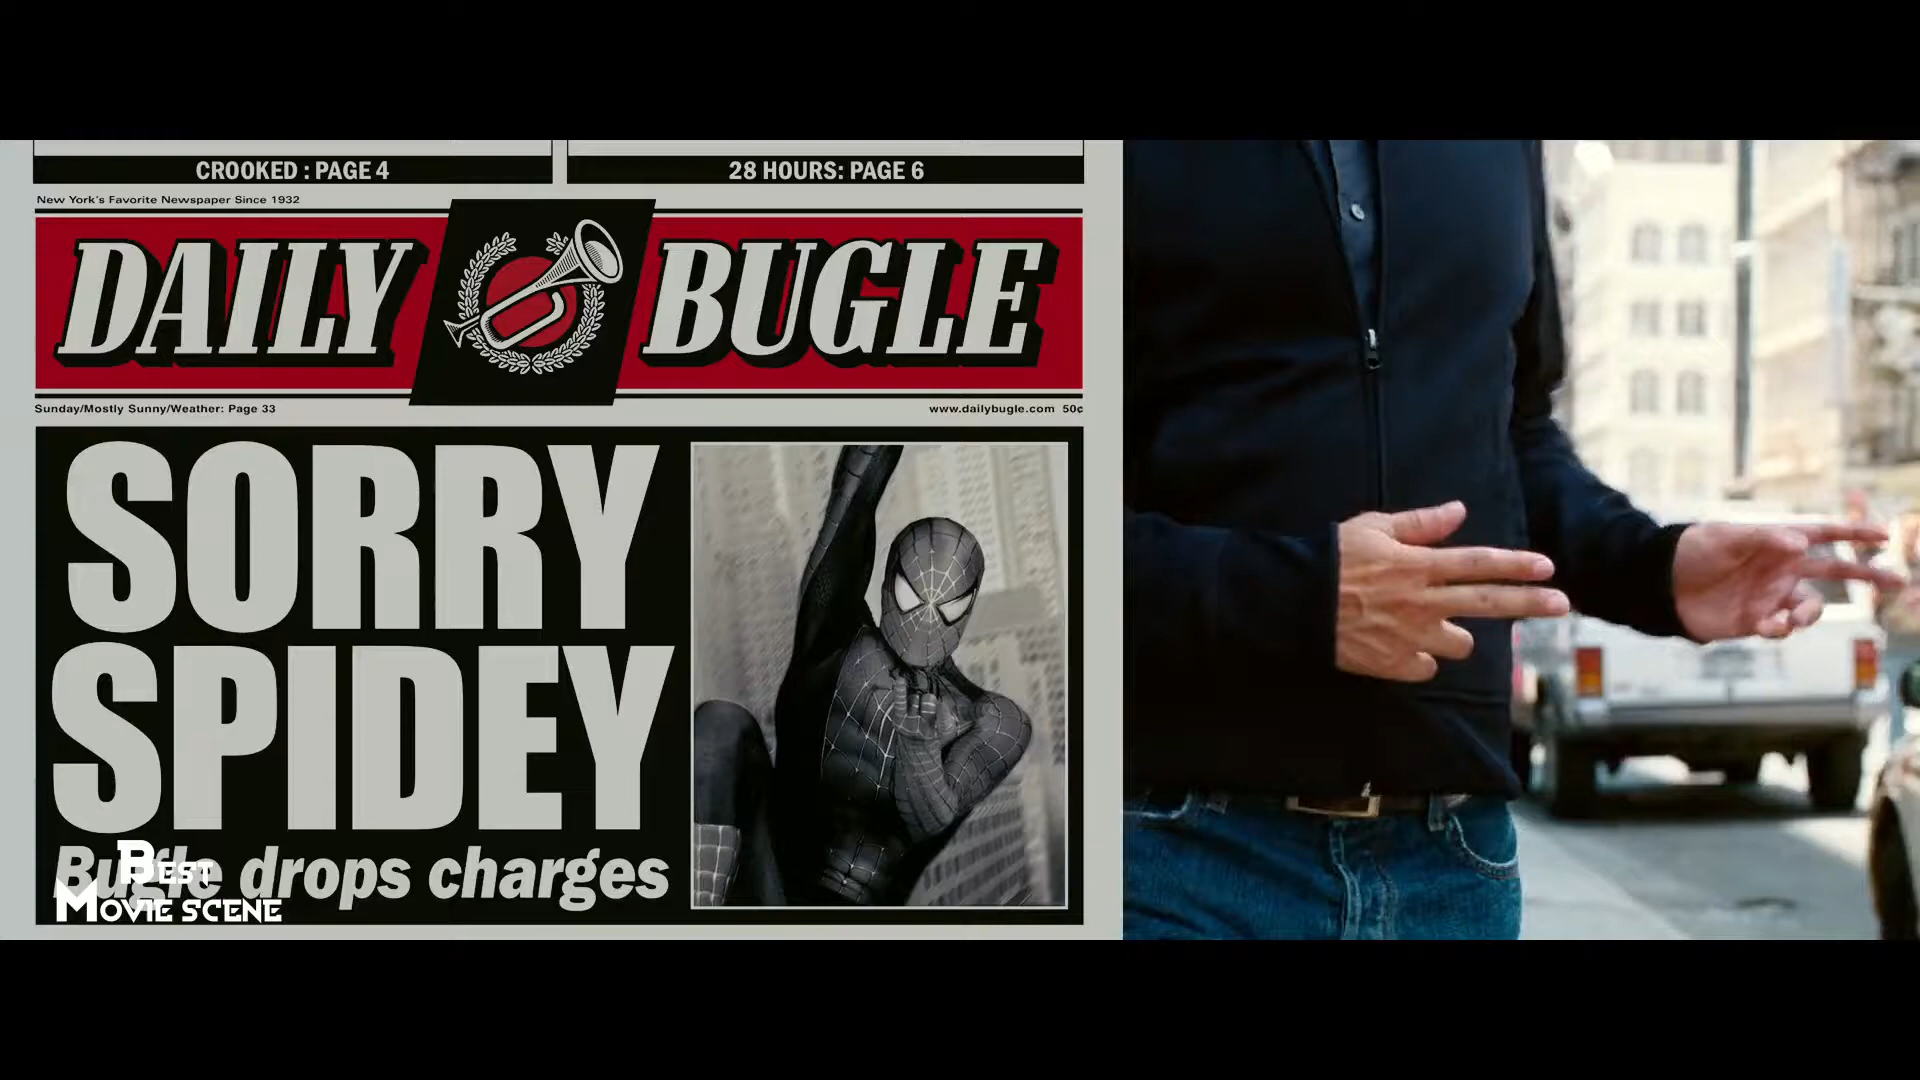 CROOKED : PAGE 4
28 HOURS: PAGE 6
New York's Favorite Newspaper Since 1932
DAILY BUGLE
Sunday/Mostly Sunny/Weather: Page 33
www.dailybugle.com 50¢
SORRY
SPIDEY
Bugle drops charges
BEST
MOVIE SCENE